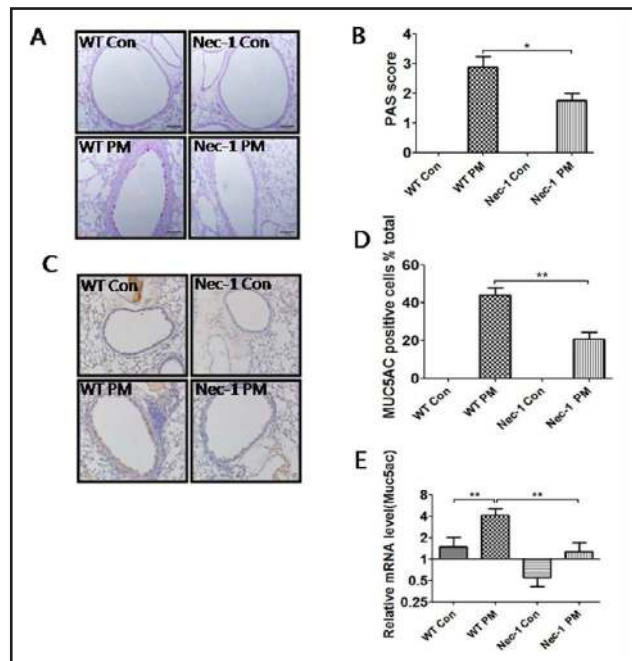 A
WT Con
Nec-1 Con
WT PM
Nec-1 PM
B
PAS score
4
3
2
1
0
*
WT Con
WT PM
Nec-1 Con
Nec-1 PM
C
WT Con
Nec-1 Con
WT PM
Nec-1 PM
D
MUC5AC positive cells % total
60
40
20
0
**
WT Con
WT PM
Nec-1 Con
Nec-1 PM
E
Relative mRNA level(Muc5ac)
8
4
2
1
0.5
0.25
**
**
WT Con
WT PM
Nec-1 Con
Nec-1 PM